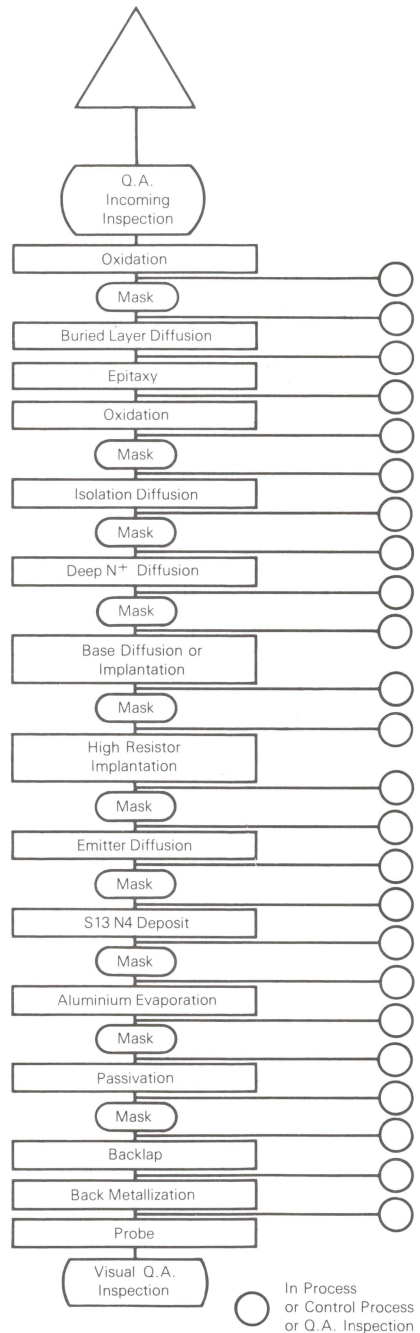 Q.A.
Incoming
Inspection
Oxidation
Mask
Buried Layer Diffusion
Epitaxy
Oxidation
Mask
Isolation Diffusion
Mask
Deep N+ Diffusion
Mask
Base Diffusion or
Implantation
Mask
High Resistor
Implantation
Mask
Emitter Diffusion
Mask
S13 N4 Deposit
Mask
Aluminium Evaporation
Mask
Passivation
Mask
Backlap
Back Metallization
Probe
Visual Q.A.
Inspection
In Process
or Control Process
or Q.A. Inspection